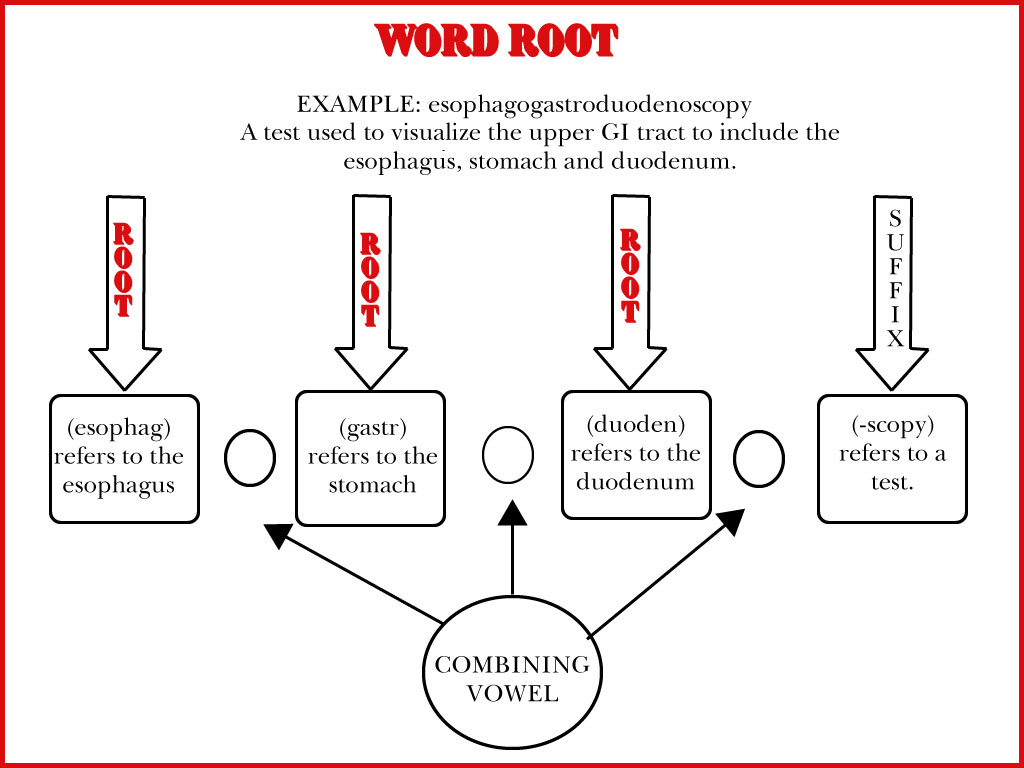 WORD ROOT
EXAMPLE: esophagogastroduodenoscopy
A test used to visualize the upper GI tract to include the
esophagus, stomach and duodenum.
ROOT
ROOT
ROOT
SUFFIX
(esophag)
refers to the
esophagus
O
(gastr)
refers to the
stomach
O
(duoden)
refers to the
duodenum
O
(-scopy)
refers to a
test.
COMBINING
VOWEL